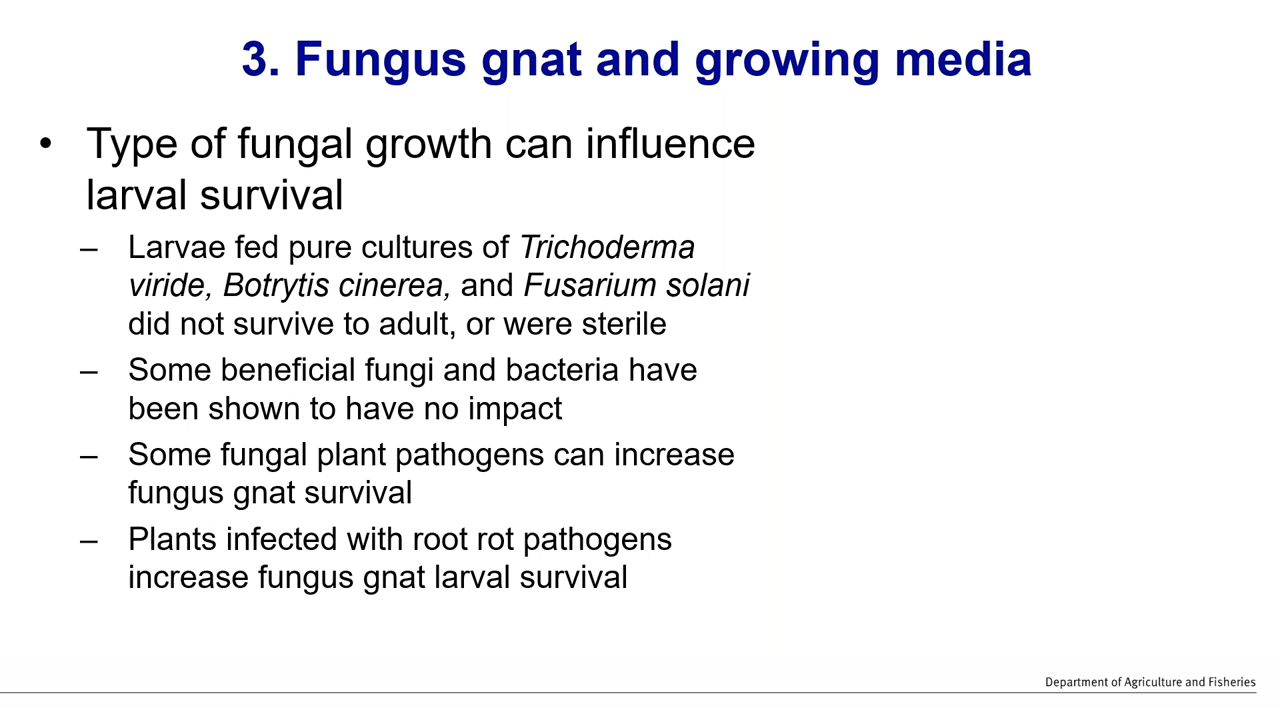 3. Fungus gnat and growing media
• Type of fungal growth can influence
larval survival
– Larvae fed pure cultures of Trichoderma
viride, Botrytis cinerea, and Fusarium solani
did not survive to adult, or were sterile
– Some beneficial fungi and bacteria have
been shown to have no impact
– Some fungal plant pathogens can increase
fungus gnat survival
– Plants infected with root rot pathogens
increase fungus gnat larval survival
Department of Agriculture and Fisheries